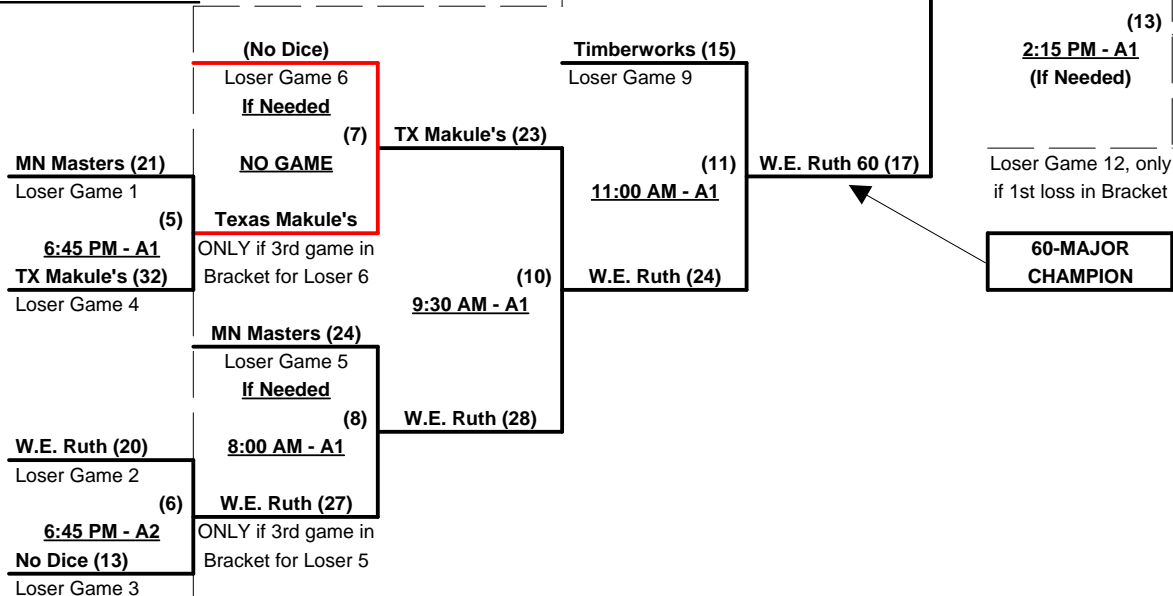 (No Dice)
Loser Game 6
If Needed
(7)
NO GAME
Texas Makule's
ONLY if 3rd game in
Bracket for Loser 6
MN Masters (21)
Loser Game 1
(5)
6:45 PM - A1
TX Makule's (32)
Loser Game 4
MN Masters (24)
Loser Game 5
If Needed
(8)
8:00 AM - A1
W.E. Ruth (27)
ONLY if 3rd game in
Bracket for Loser 5
W.E. Ruth (20)
Loser Game 2
(6)
6:45 PM - A2
No Dice (13)
Loser Game 3
TX Makule's (23)
(10)
9:30 AM - A1
W.E. Ruth (28)
Timberworks (15)
Loser Game 9
(11)
11:00 AM - A1
W.E. Ruth (24)
W.E. Ruth 60 (17)
(13)
2:15 PM - A1
(If Needed)
Loser Game 12, only
if 1st loss in Bracket
60-MAJOR
CHAMPION